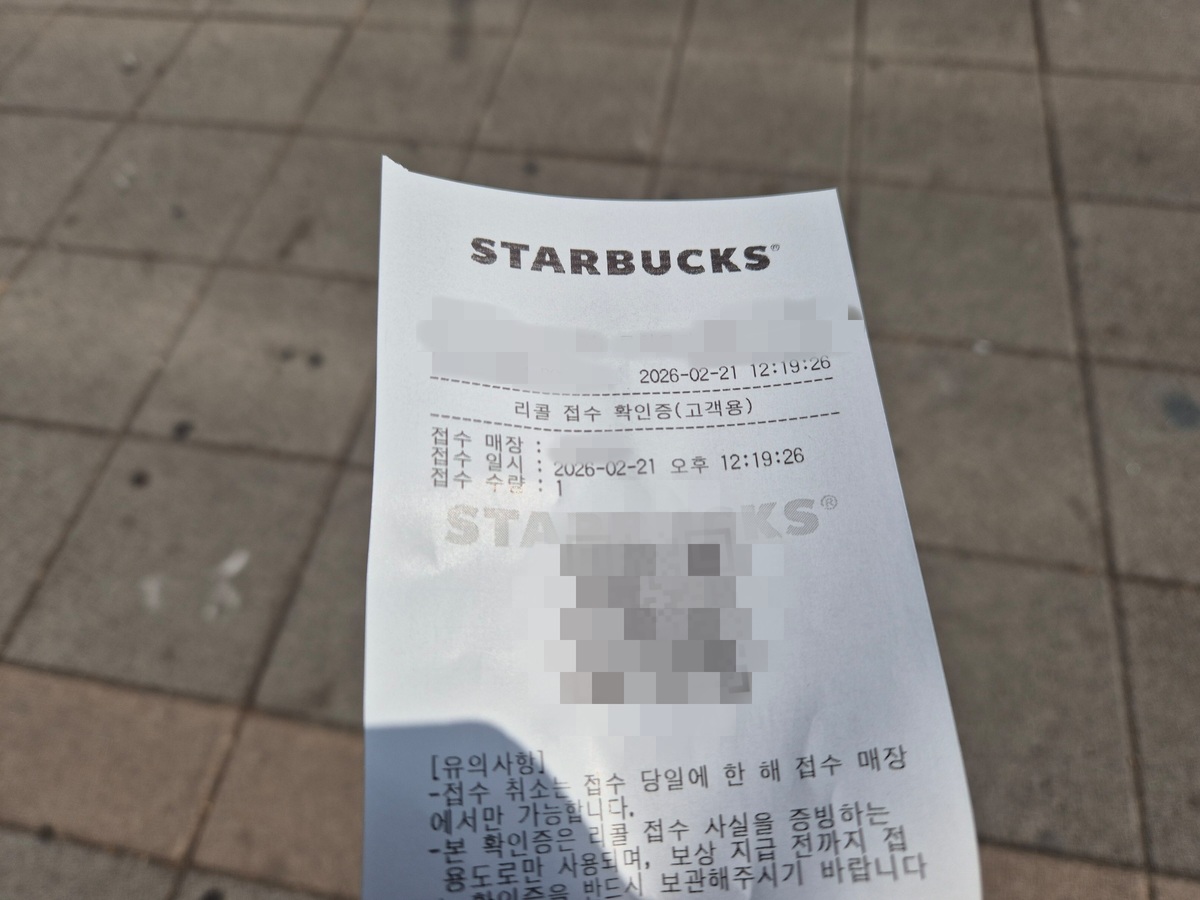 STARBUCKS®
2026-02-21 12:19:26
리콜 접수 확인증(고객용)
접수 매장 :
접수 일시 : 2026-02-21 오후 12:19:26
접수 수량 : 1
[유의사항]
-접수 취소는 접수 당일에 한 해 접수 매장
에서만 가능합니다.
-본 확인증은 리콜 접수 사실을 증빙하는
용도로만 사용되며, 보상 지급 전까지 접
수 확인증을 반드시 보관해주시기 바랍니다